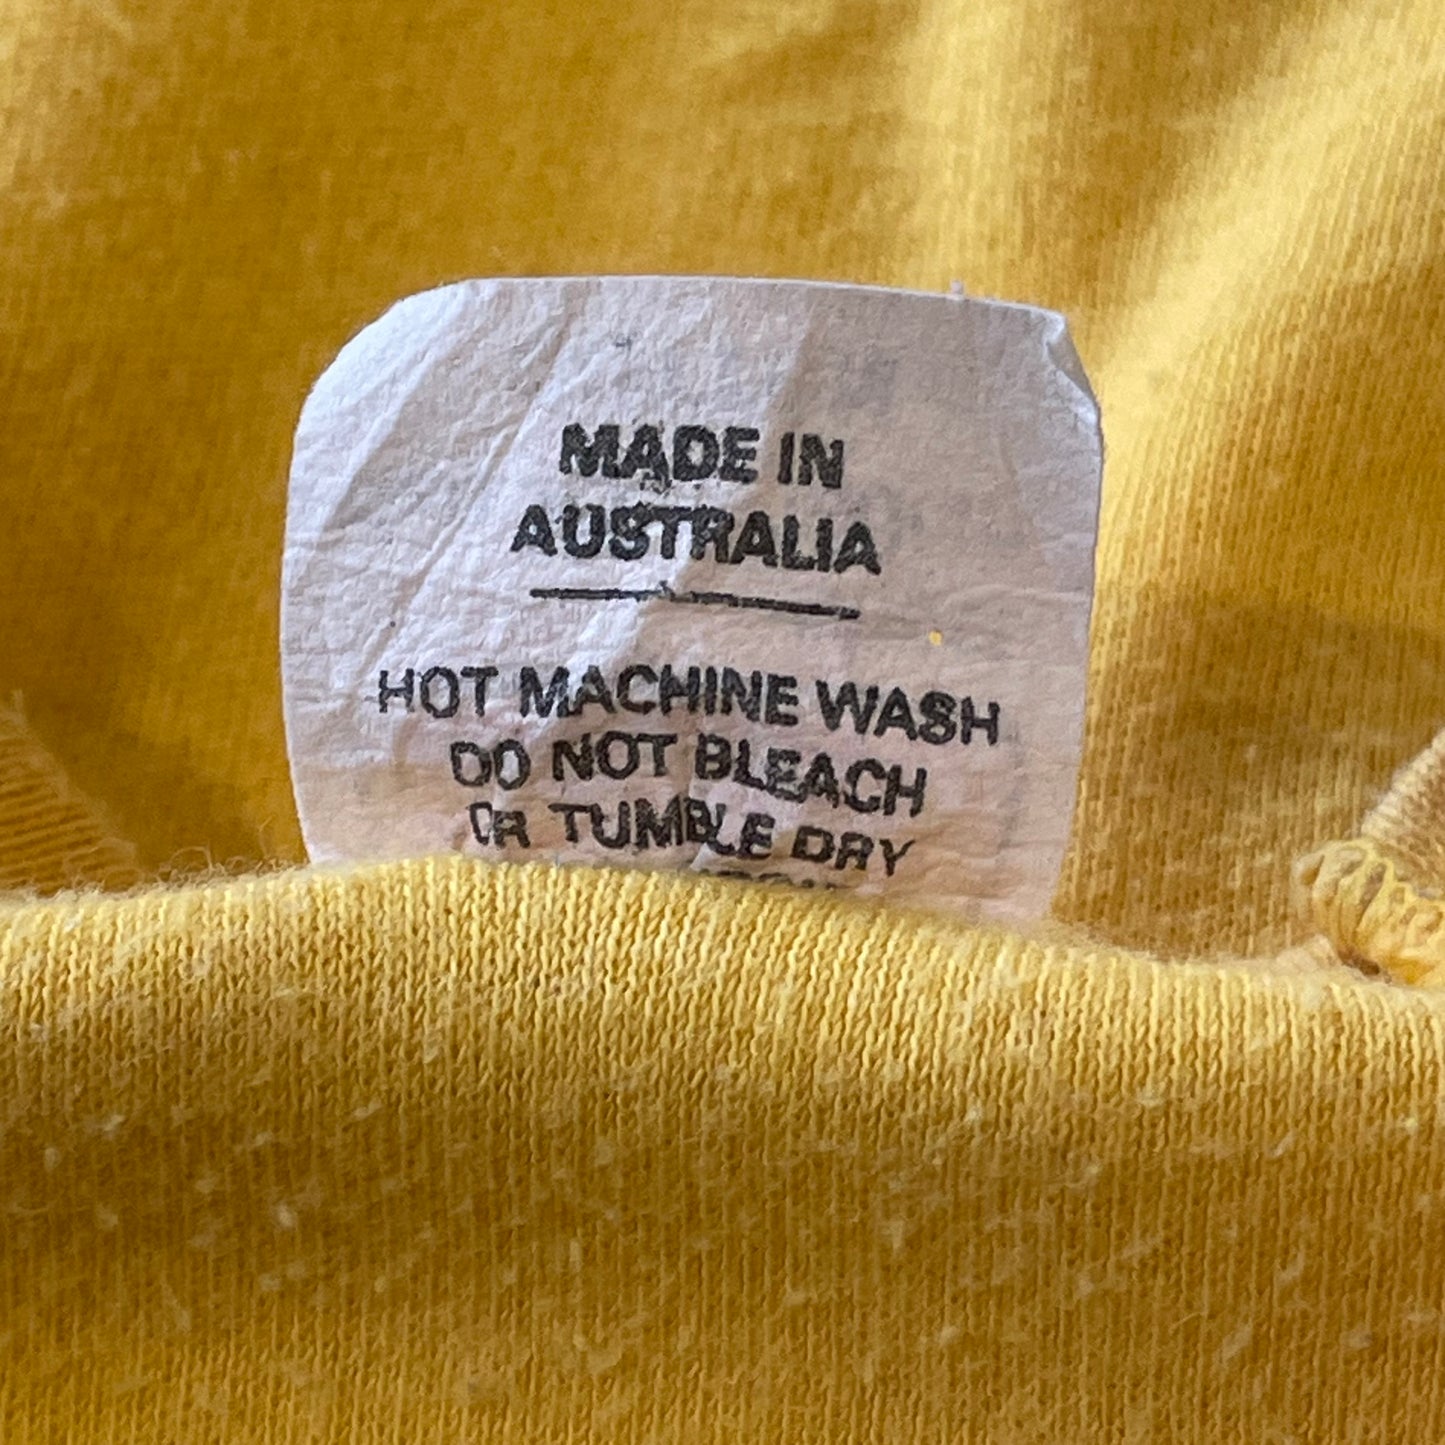 MADE IN
AUSTRALIA
HOT MACHINE WASH
DO NOT BLEACH
OR TUMBLE DRY